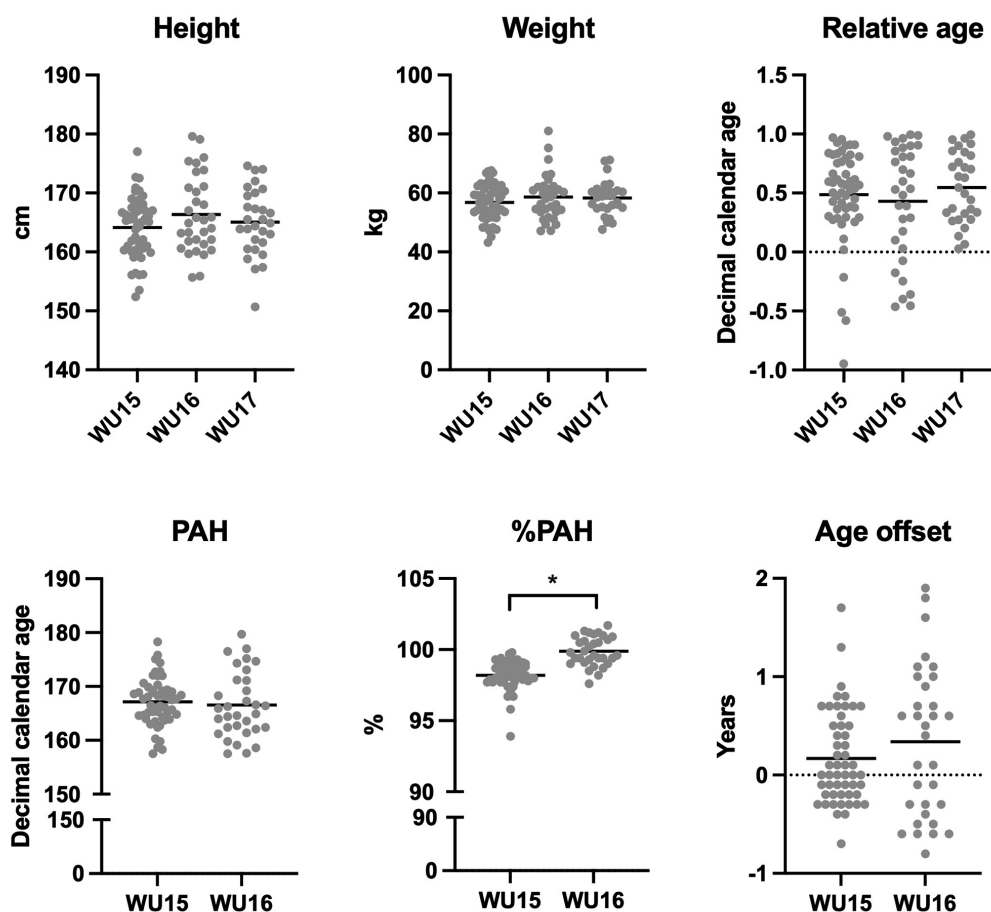 Height
190
180
170
160
150
140
cm
WU15
WU16
WU17
Weight
100
80
60
40
20
0
kg
WU15
WU16
WU17
Relative age
1.5
1.0
0.5
0.0
-0.5
-1.0
Decimal calendar age
WU15
WU16
WU17
PAH
190
180
170
160
150
150
0
Decimal calendar age
WU15 WU16
%PAH
105
100
95
90
90
0
%
*
WU15 WU16
Age offset
2
1
0
-1
Years
WU15 WU16